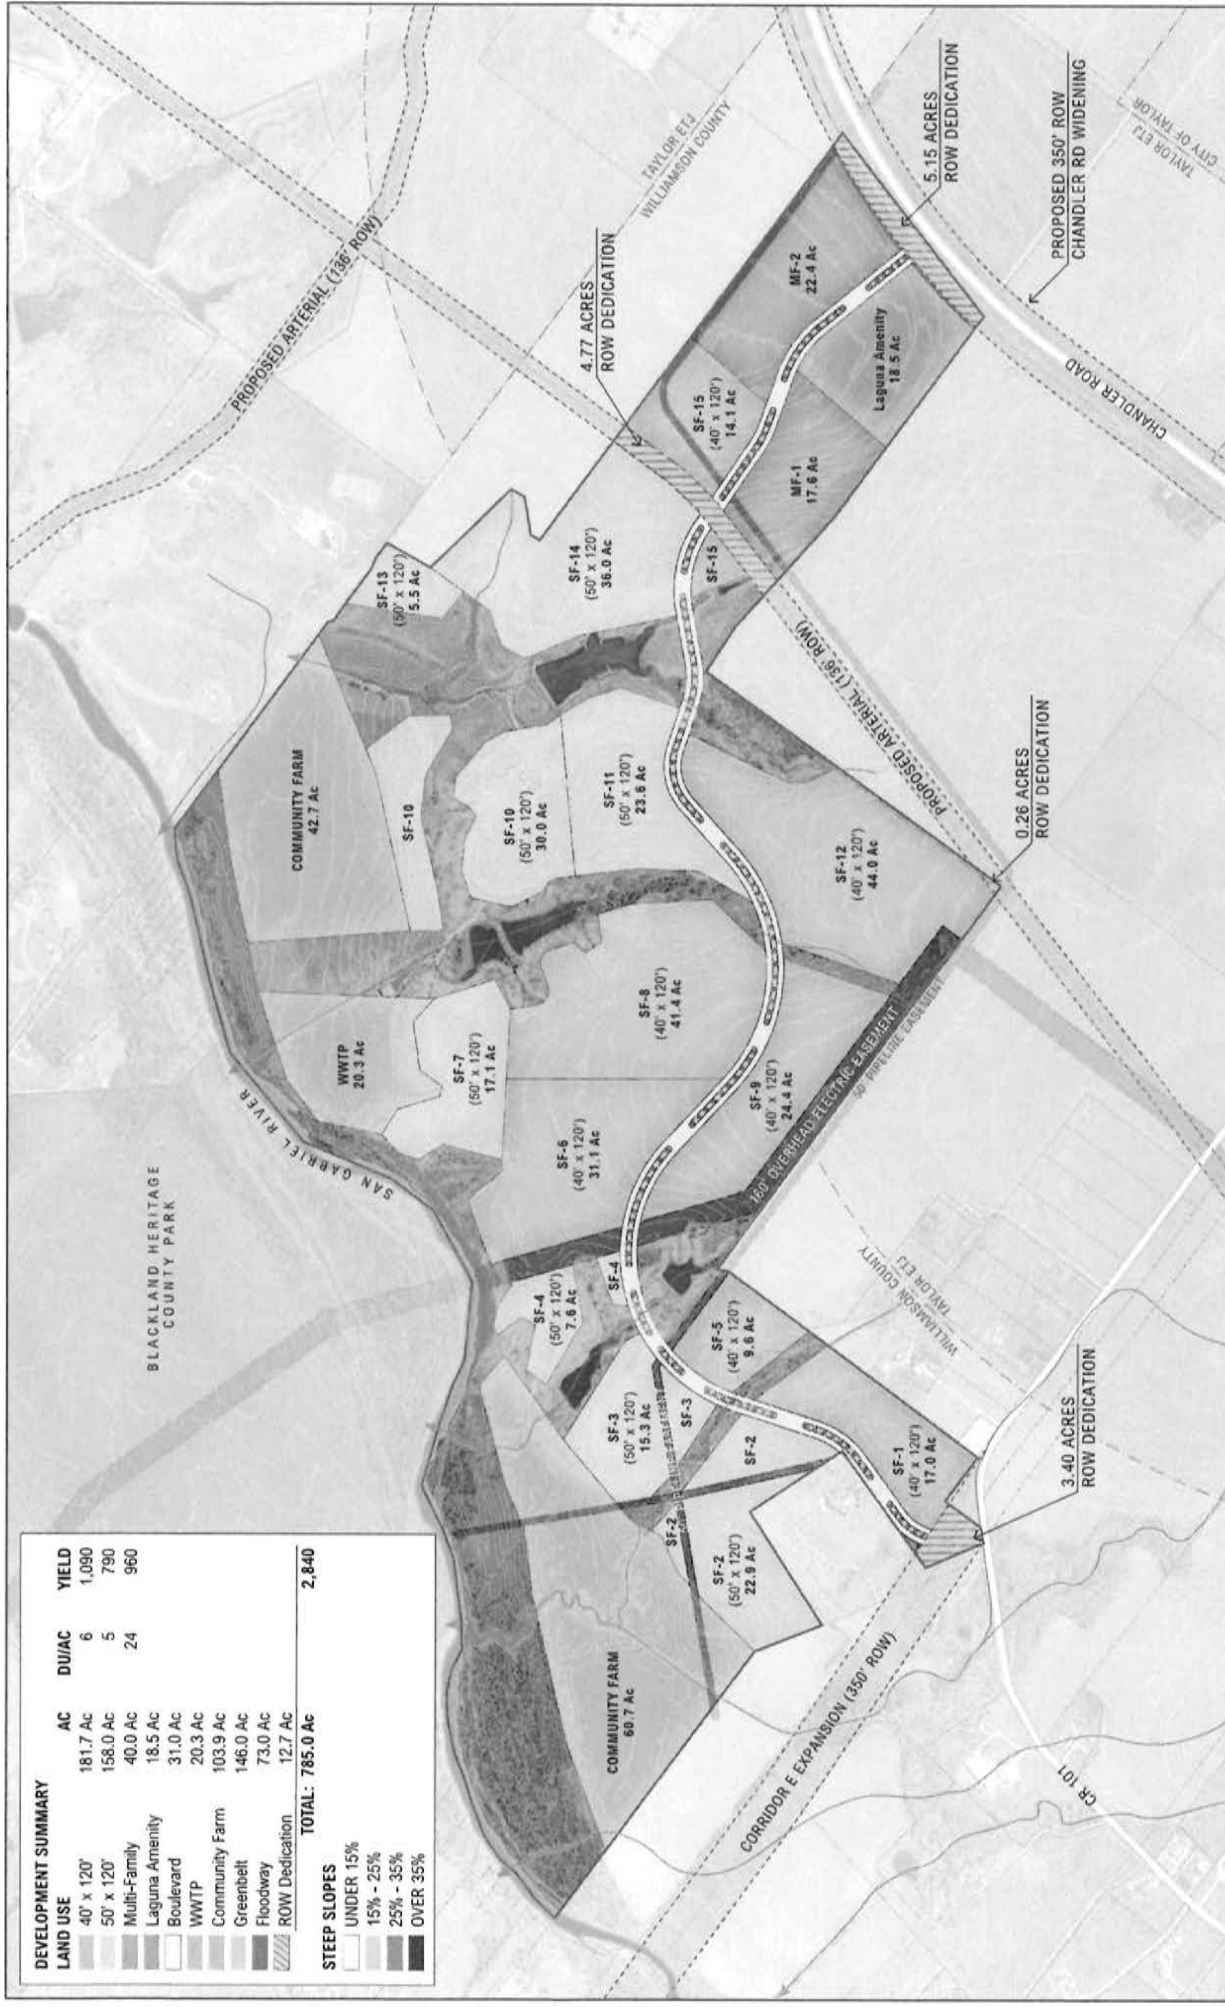 DEVELOPMENT SUMMARY
LAND USE AC DU/AC YIELD
40' x 120' 181.7 Ac 6 1,090
50' x 120' 158.0 Ac 5 790
Multi-Family 40.0 Ac 24 960
Laguna Amenity 18.5 Ac
Boulevard 31.0 Ac
WWTP 20.3 Ac
Community Farm 103.9 Ac
Greenbelt 146.0 Ac
Floodway 73.0 Ac
ROW Dedication 12.7 Ac
TOTAL: 785.0 Ac 2,840
STEEP SLOPES
UNDER 15%
15% - 25%
25% - 35%
OVER 35%
BLACKLAND HERITAGE
COUNTY PARK
SAN GABRIEL RIVER
PROPOSED ARTERIAL (136' ROW)
COMMUNITY FARM
60.7 Ac
SF-2
(50' x 120')
22.9 Ac
SF-2
SF-2
SF-3
(50' x 120')
15.3 Ac
SF-3
SF-4
(50' x 120')
7.6 Ac
SF-4
SF-5
(40' x 120')
9.6 Ac
SF-1
(40' x 120')
17.0 Ac
SF-6
(40' x 120')
31.1 Ac
WWTP
20.3 Ac
SF-7
(50' x 120')
17.1 Ac
SF-8
(40' x 120')
41.4 Ac
SF-9
(40' x 120')
24.4 Ac
COMMUNITY FARM
42.7 Ac
SF-10
SF-10
(50' x 120')
30.0 Ac
SF-11
(50' x 120')
23.6 Ac
SF-12
(40' x 120')
44.0 Ac
SF-13
(50' x 120')
5.5 Ac
SF-14
(50' x 120')
36.0 Ac
SF-15
SF-15
(40' x 120')
14.1 Ac
MF-1
17.6 Ac
MF-2
22.4 Ac
Laguna Amenity
18.5 Ac
4.77 ACRES
ROW DEDICATION
5.15 ACRES
ROW DEDICATION
0.26 ACRES
ROW DEDICATION
3.40 ACRES
ROW DEDICATION
160' OVERHEAD ELECTRIC EASEMENT
50' PIPELINE EASEMENT
PROPOSED ARTERIAL (136' ROW)
CORRIDOR E EXPANSION (350' ROW)
CR 101
WILLIAMSON COUNTY
TAYLOR ETJ
TAYLOR ETJ
WILLIAMSON COUNTY
CHANDLER ROAD
PROPOSED 350' ROW
CHANDLER RD WIDENING
TAYLOR ETJ
CITY OF TAYLOR